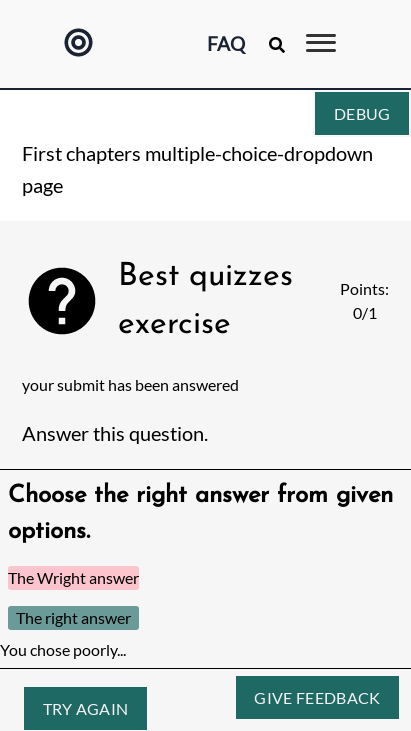 FAQ
DEBUG
First chapters multiple-choice-dropdown
page
Best quizzes
exercise
Points:
0/1
your submit has been answered
Answer this question.
Choose the right answer from given
options.
The Wright answer
The right answer
You chose poorly...
TRY AGAIN
GIVE FEEDBACK